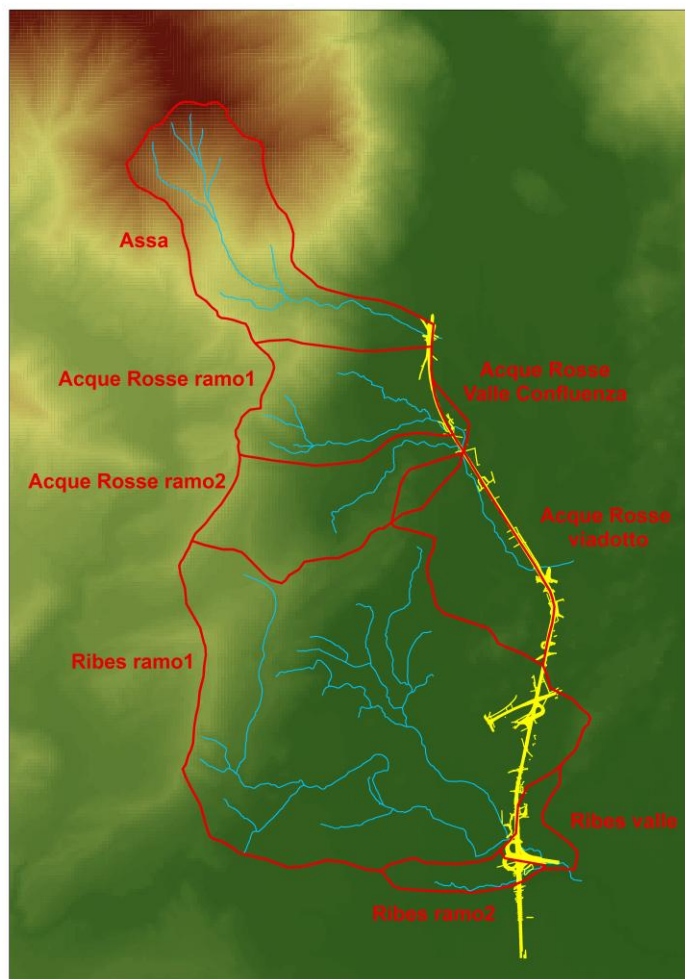 Assa
Acque Rosse ramo1
Acque Rosse
Valle Confluenza
Acque Rosse ramo2
Acque Rosse
viadotto
Ribes ramo1
Ribes valle
Ribes ramo2